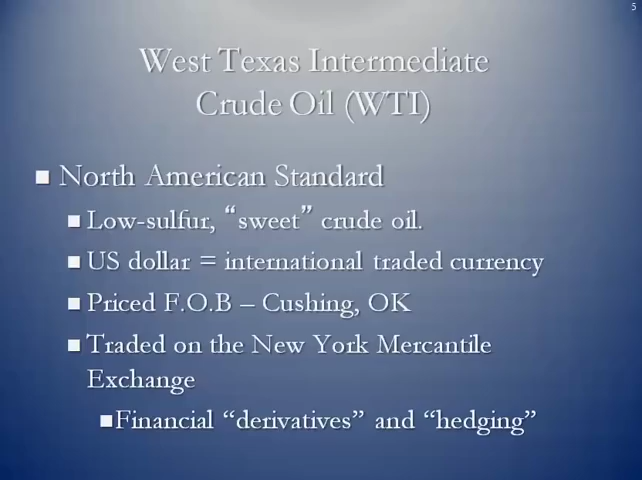 5
West Texas Intermediate
Crude Oil (WTI)
North American Standard
Low-sulfur, “sweet” crude oil.
US dollar = international traded currency
Priced F.O.B – Cushing, OK
Traded on the New York Mercantile
Exchange
Financial “derivatives” and “hedging”